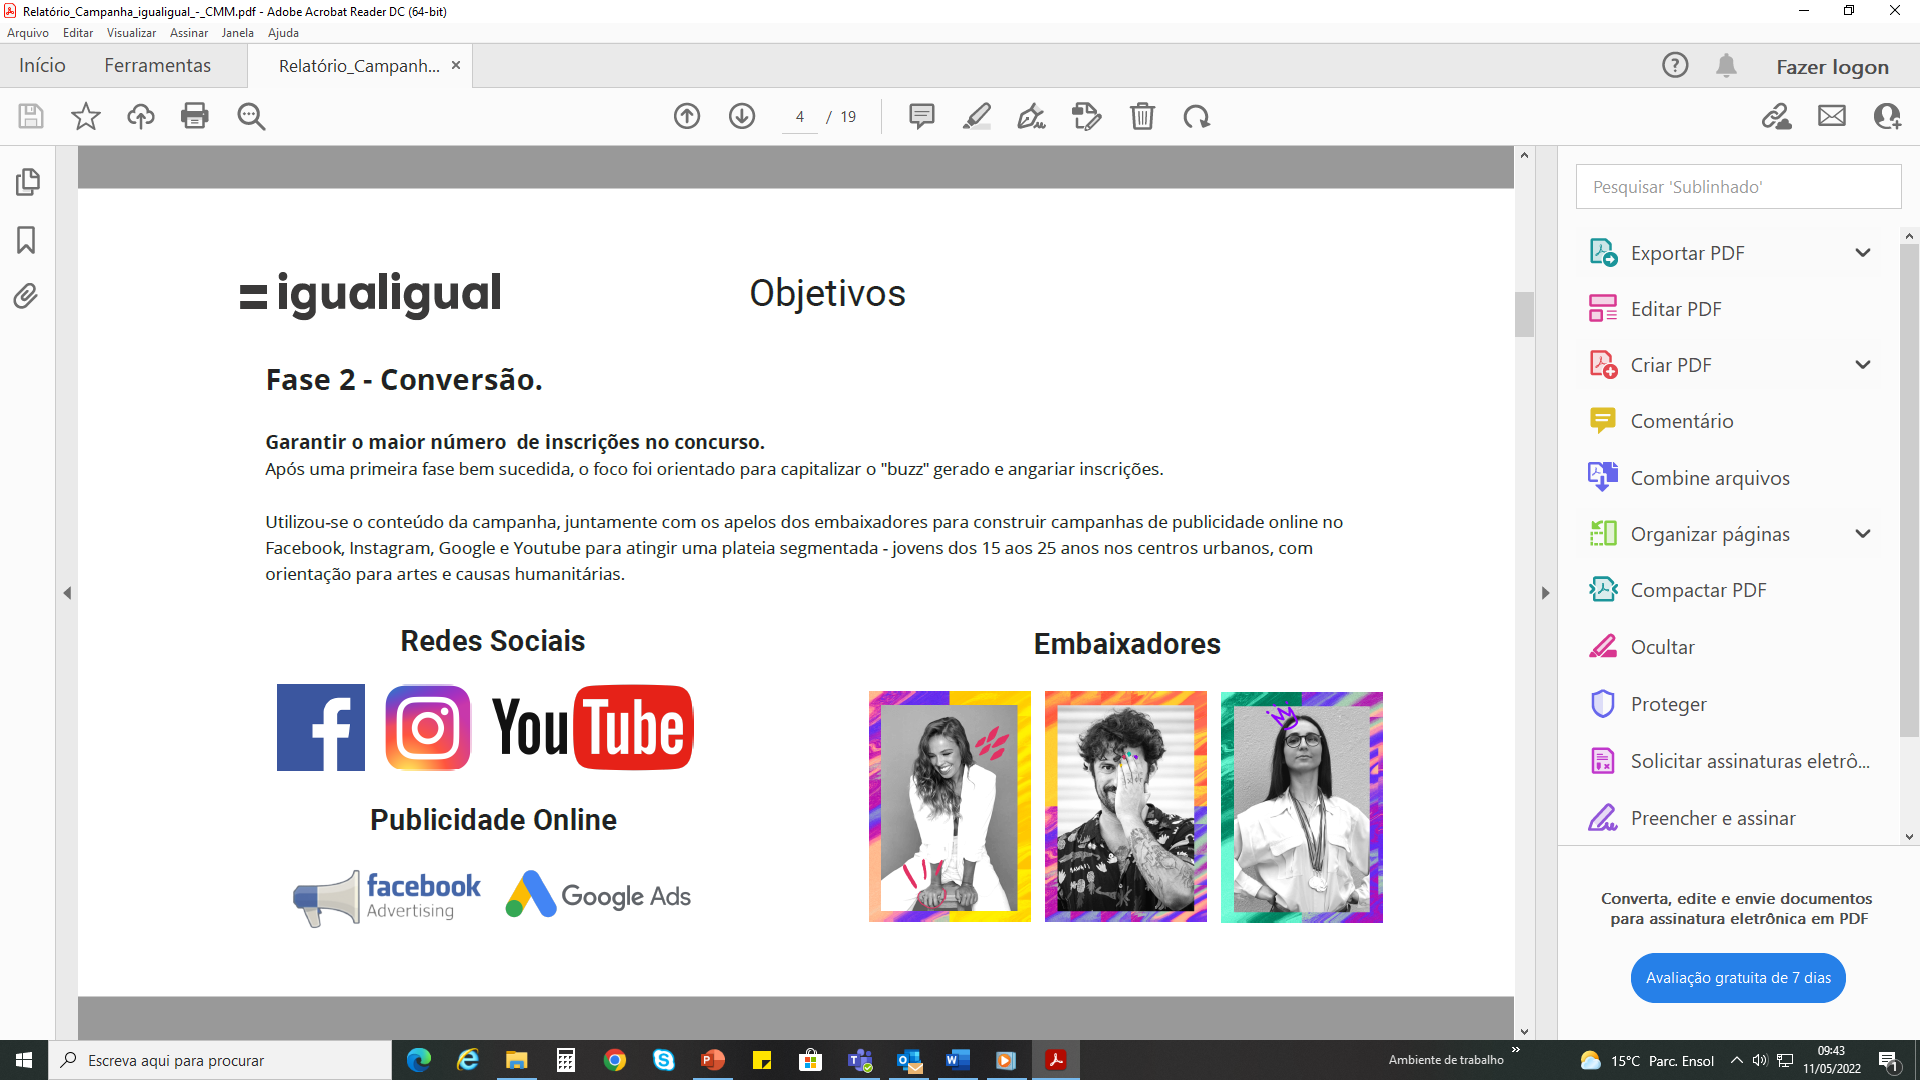 Relatório_Campanha_igualigual_-_CMM.pdf - Adobe Acrobat Reader DC (64-bit)
Arquivo Editar Visualizar Assinar Janela Ajuda
Início Ferramentas Relatório_Campanh... × Fazer logon
4 / 19
Pesquisar 'Sublinhado'
Exportar PDF
Editar PDF
Criar PDF
Comentário
Combine arquivos
Organizar páginas
Compactar PDF
Ocultar
Proteger
Solicitar assinaturas eletrô...
Preencher e assinar
Converta, edite e envie documentos
para assinatura eletrônica em PDF
Avaliação gratuita de 7 dias
=igualigual
Objetivos
Fase 2 - Conversão.
Garantir o maior número de inscrições no concurso.
Após uma primeira fase bem sucedida, o foco foi orientado para capitalizar o "buzz" gerado e angariar inscrições.
Utilizou-se o conteúdo da campanha, juntamente com os apelos dos embaixadores para construir campanhas de publicidade online no
Facebook, Instagram, Google e Youtube para atingir uma plateia segmentada - jovens dos 15 aos 25 anos nos centros urbanos, com
orientação para artes e causas humanitárias.
Redes Sociais
YouTube
Publicidade Online
facebook
Advertising
Google Ads
Embaixadores
Escreva aqui para procurar
Ambiente de trabalho
15°C Parc. Ensol
09:43
11/05/2022
1